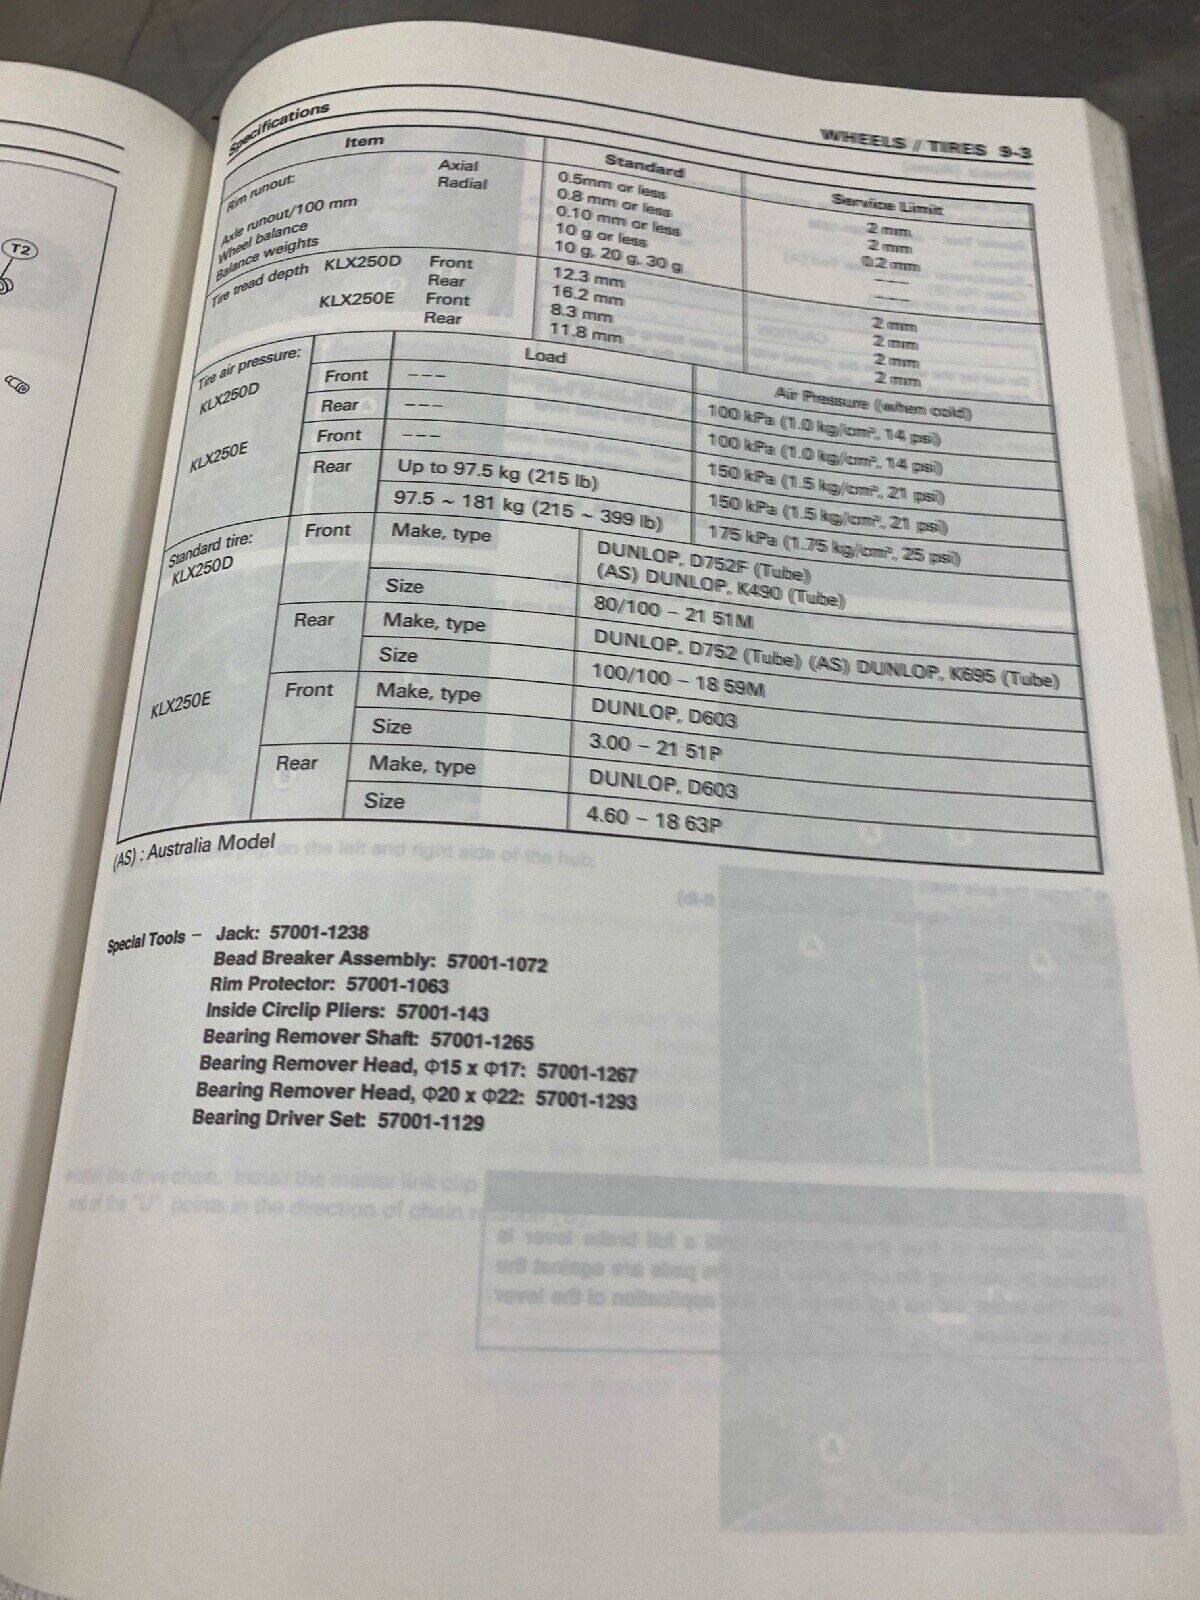 WHEELS / TIRES 9-3
Specifications
Item Standard Service Limit
Rim runout: Axial 0.5mm or less 2 mm
Radial 0.8 mm or less 2 mm
Axle runout/100 mm 0.10 mm or less 0.2 mm
Wheel balance 10 g or less ---
Balance weights 10 g, 20 g, 30 g ---
Tire tread depth KLX250D Front 12.3 mm 2 mm
Rear 16.2 mm 2 mm
KLX250E Front 8.3 mm 2 mm
Rear 11.8 mm 2 mm
Tire air pressure: Load Air Pressure (when cold)
KLX250D Front --- 100 kPa (1.0 kg/cm², 14 psi)
Rear --- 100 kPa (1.0 kg/cm², 14 psi)
KLX250E Front --- 150 kPa (1.5 kg/cm², 21 psi)
Rear Up to 97.5 kg (215 lb) 150 kPa (1.5 kg/cm², 21 psi)
97.5 ~ 181 kg (215 ~ 399 lb) 175 kPa (1.75 kg/cm², 25 psi)
Standard tire:
KLX250D Front Make, type DUNLOP, D752F (Tube)
(AS) DUNLOP, K490 (Tube)
Size 80/100 – 21 51M
Rear Make, type DUNLOP, D752 (Tube) (AS) DUNLOP, K695 (Tube)
Size 100/100 – 18 59M
KLX250E Front Make, type DUNLOP, D603
Size 3.00 – 21 51P
Rear Make, type DUNLOP, D603
Size 4.60 – 18 63P
(AS) : Australia Model
Special Tools – Jack: 57001-1238
Bead Breaker Assembly: 57001-1072
Rim Protector: 57001-1063
Inside Circlip Pliers: 57001-143
Bearing Remover Shaft: 57001-1265
Bearing Remover Head, Φ15 x Φ17: 57001-1267
Bearing Remover Head, Φ20 x Φ22: 57001-1293
Bearing Driver Set: 57001-1129
T2